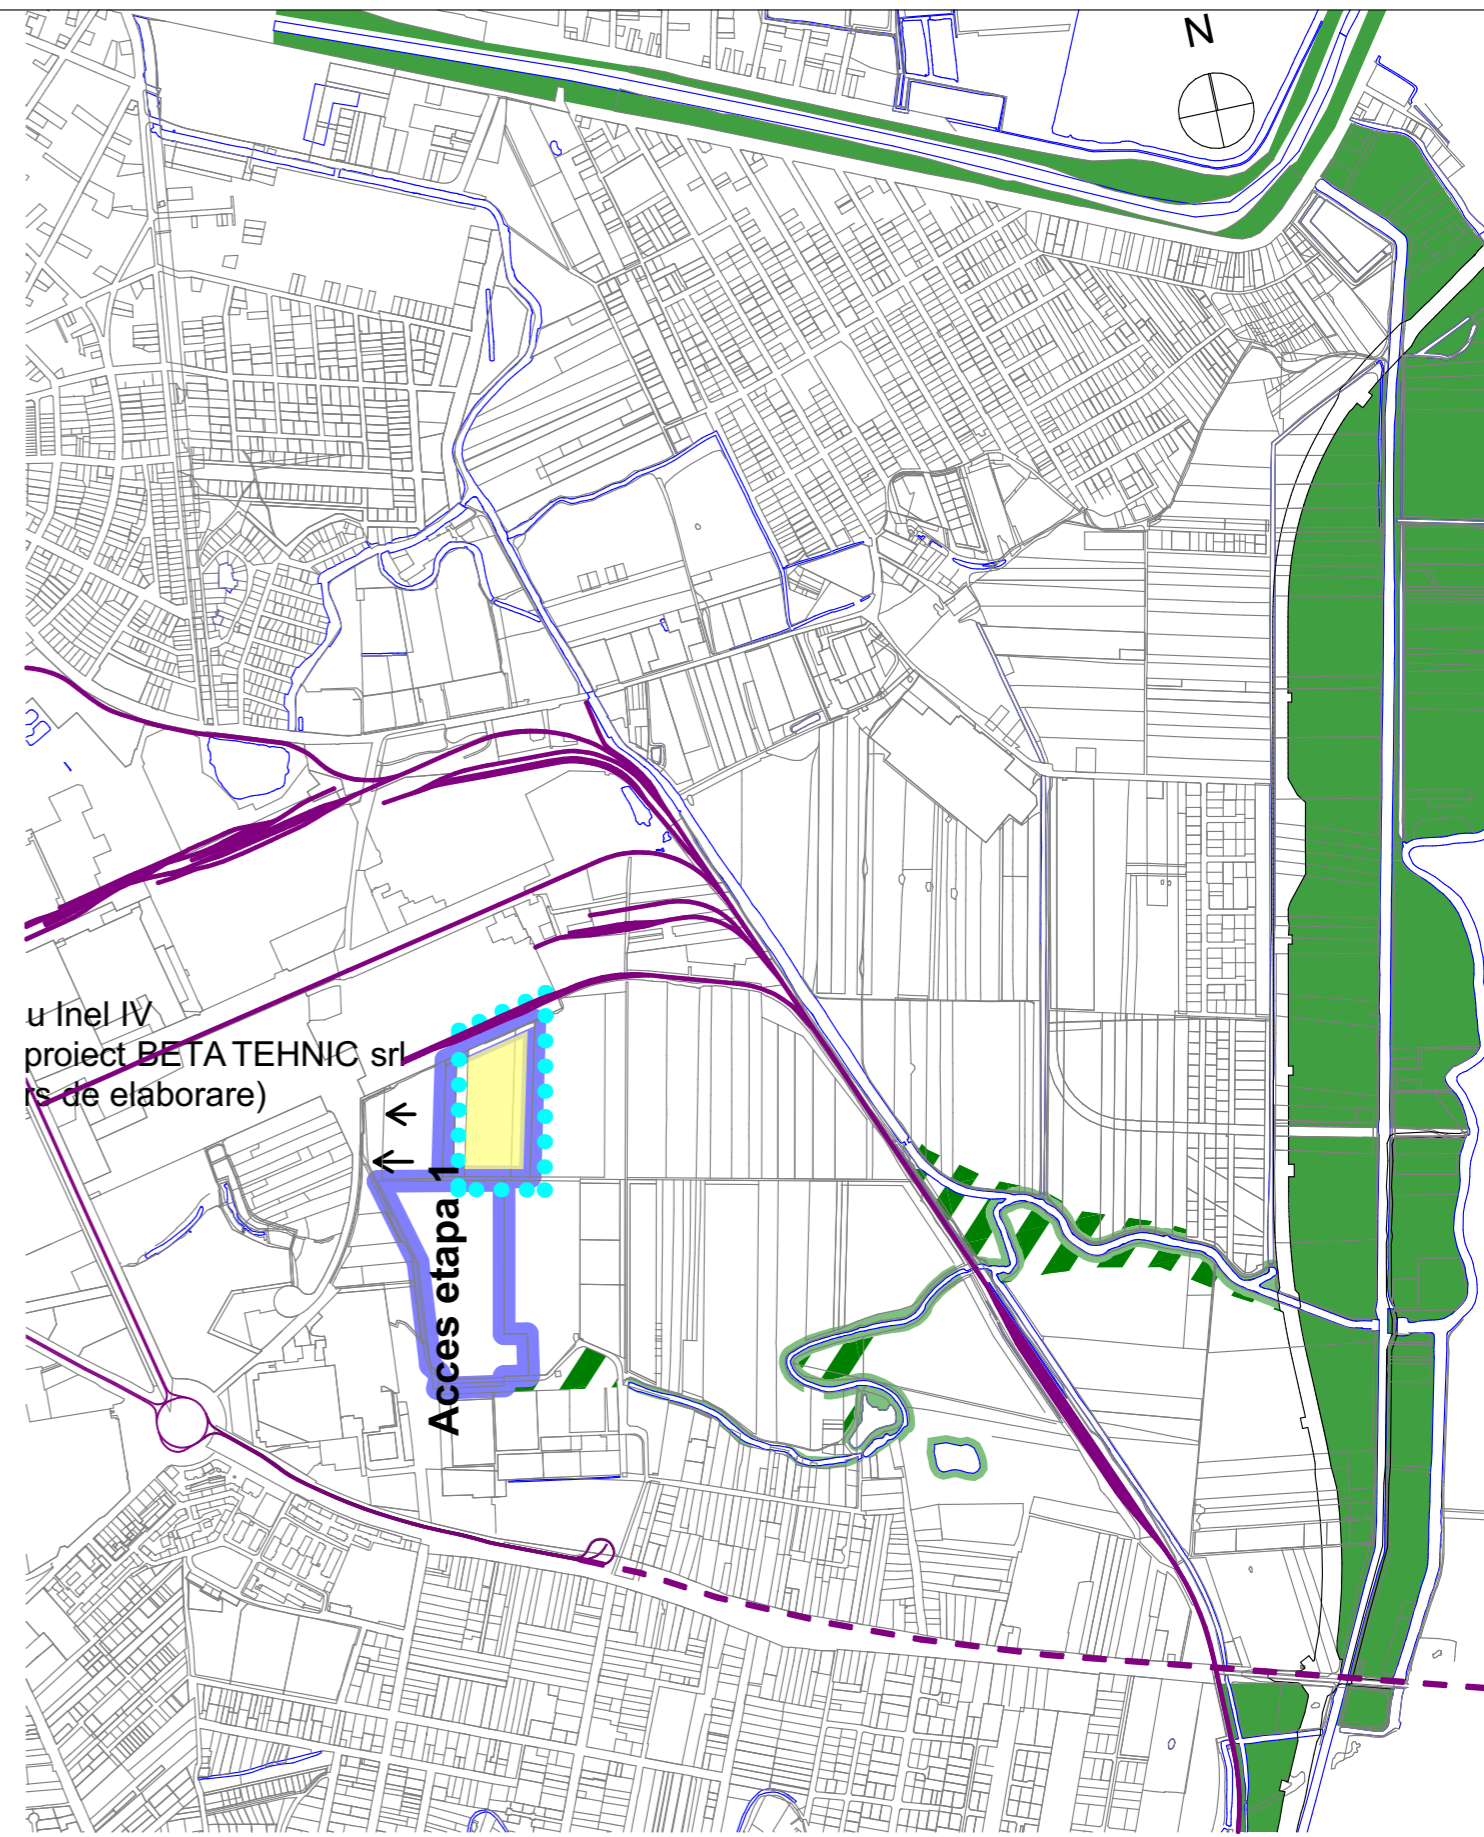 N
u Inel IV
proiect BETA TEHNIC srl
rs de elaborare)
Acces etapa 1